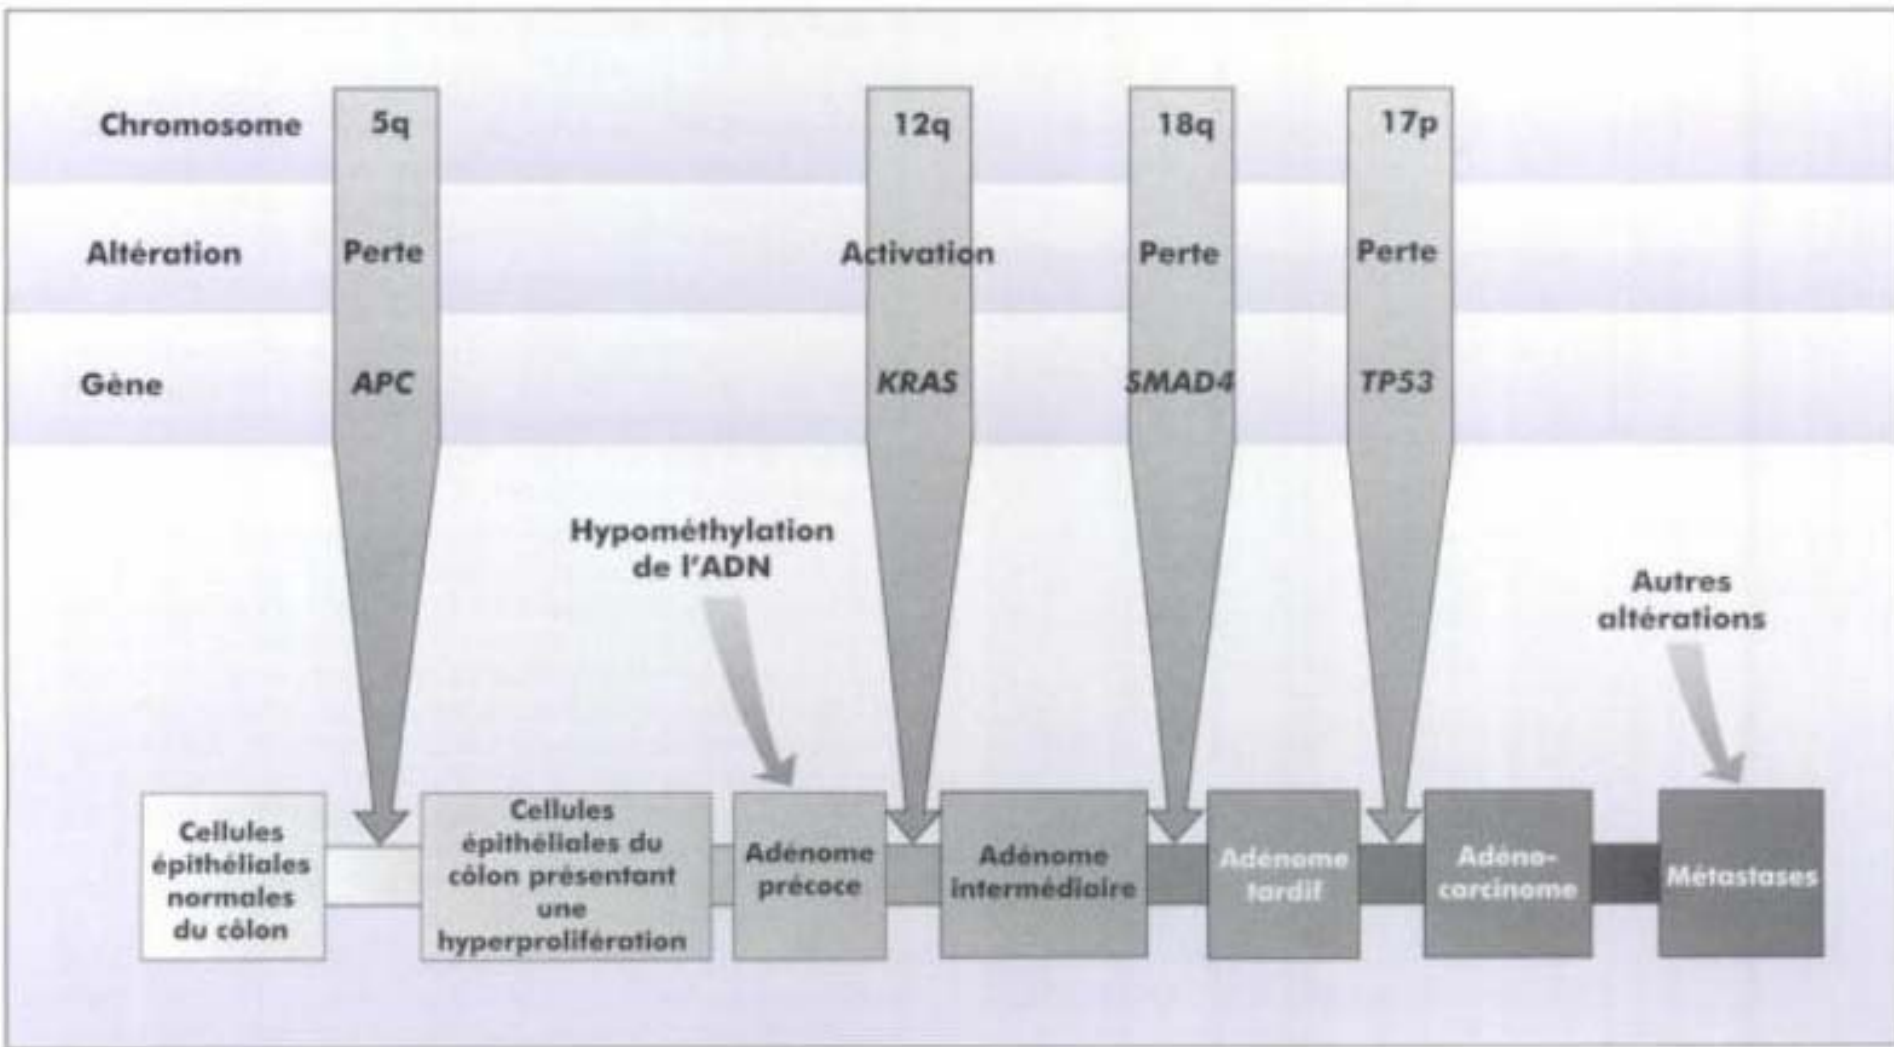 Chromosome 5q 12q 18q 17p
Altération Perte Activation Perte Perte
Gène APC KRAS SMAD4 TP53
Hypométhylation
de l'ADN
Autres
altérations
Cellules
épithéliales
normales
du côlon
Cellules
épithéliales du
côlon présentant
une
hyperprolifération
Adénome
précoce
Adénome
intermédiaire
Adénome
tardif
Adéno-
carcinome
Métastases